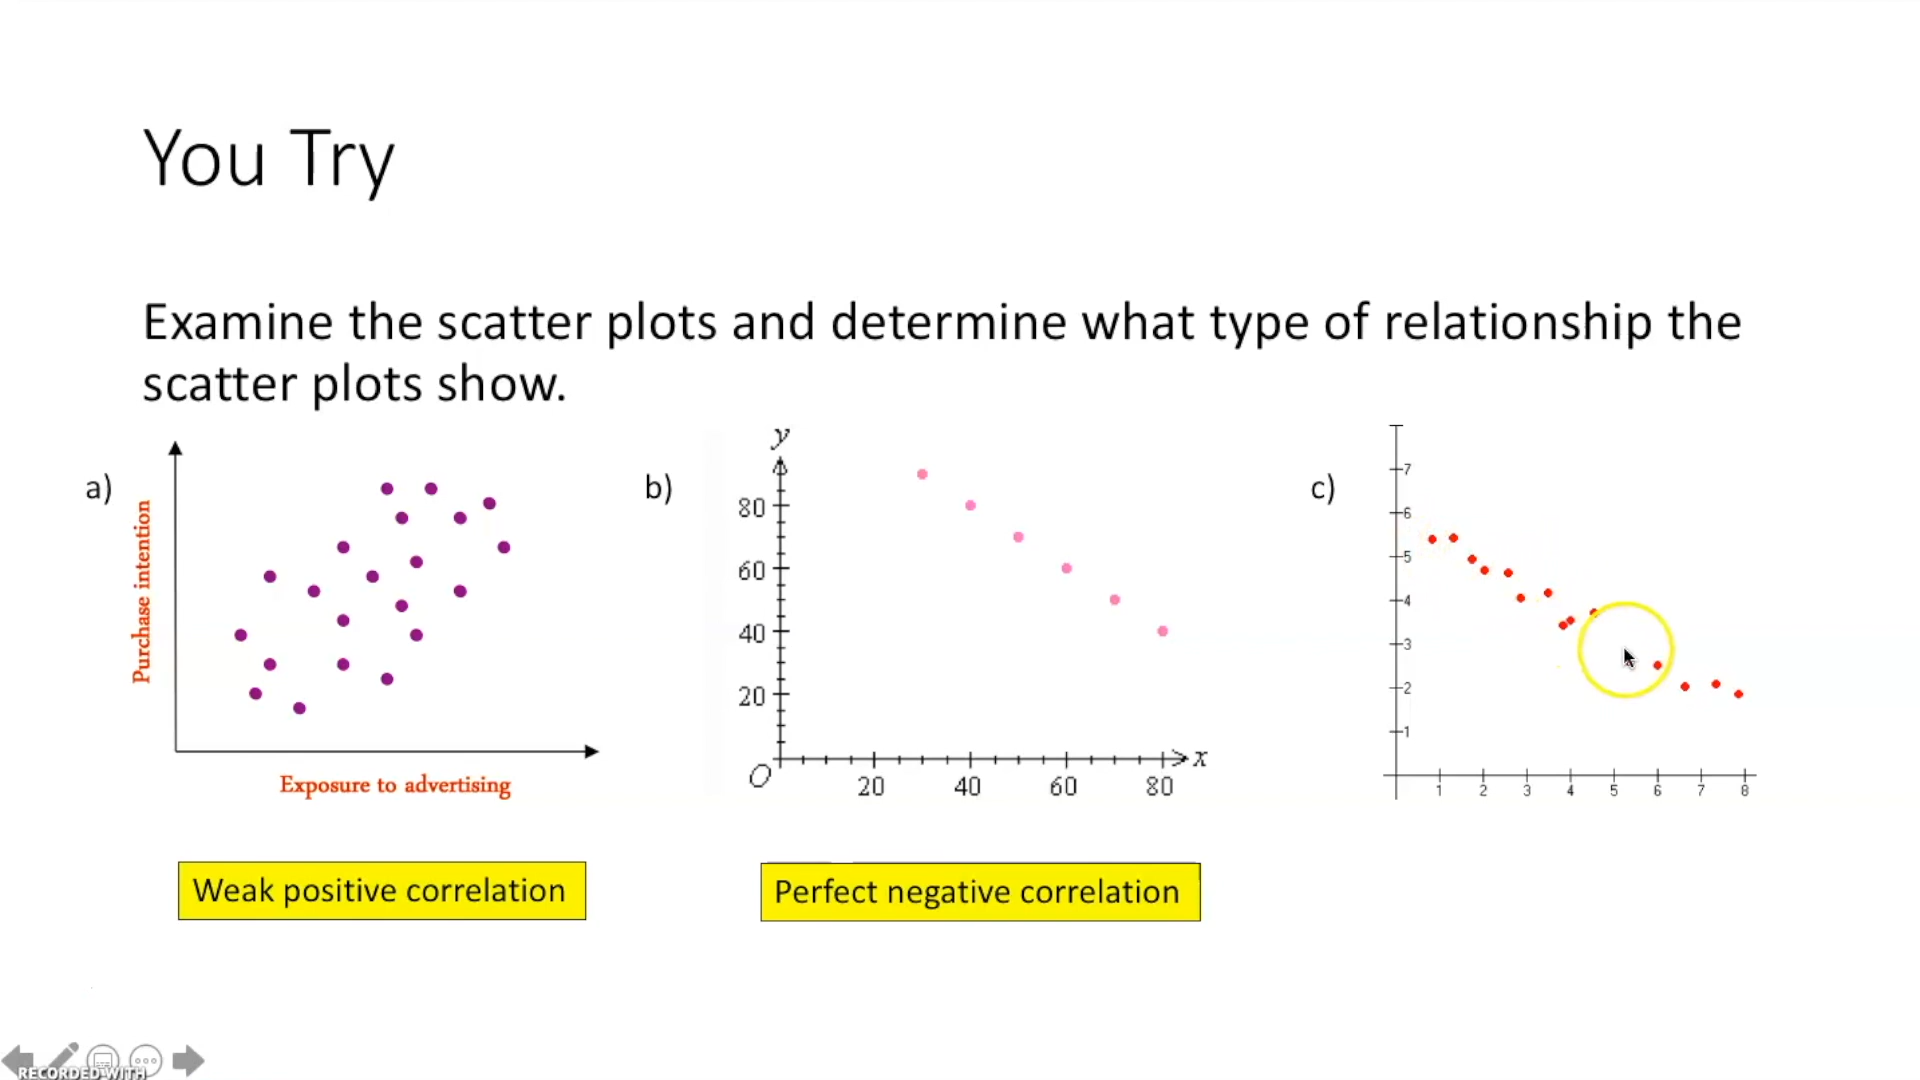 You Try
Examine the scatter plots and determine what type of relationship the
scatter plots show.
a)
Purchase intention
Exposure to advertising
Weak positive correlation
b)
y
80
60
40
20
O
20 40 60 80
x
Perfect negative correlation
c)
7
6
5
4
3
2
1
1 2 3 4 5 6 7 8
RECORDED WITH